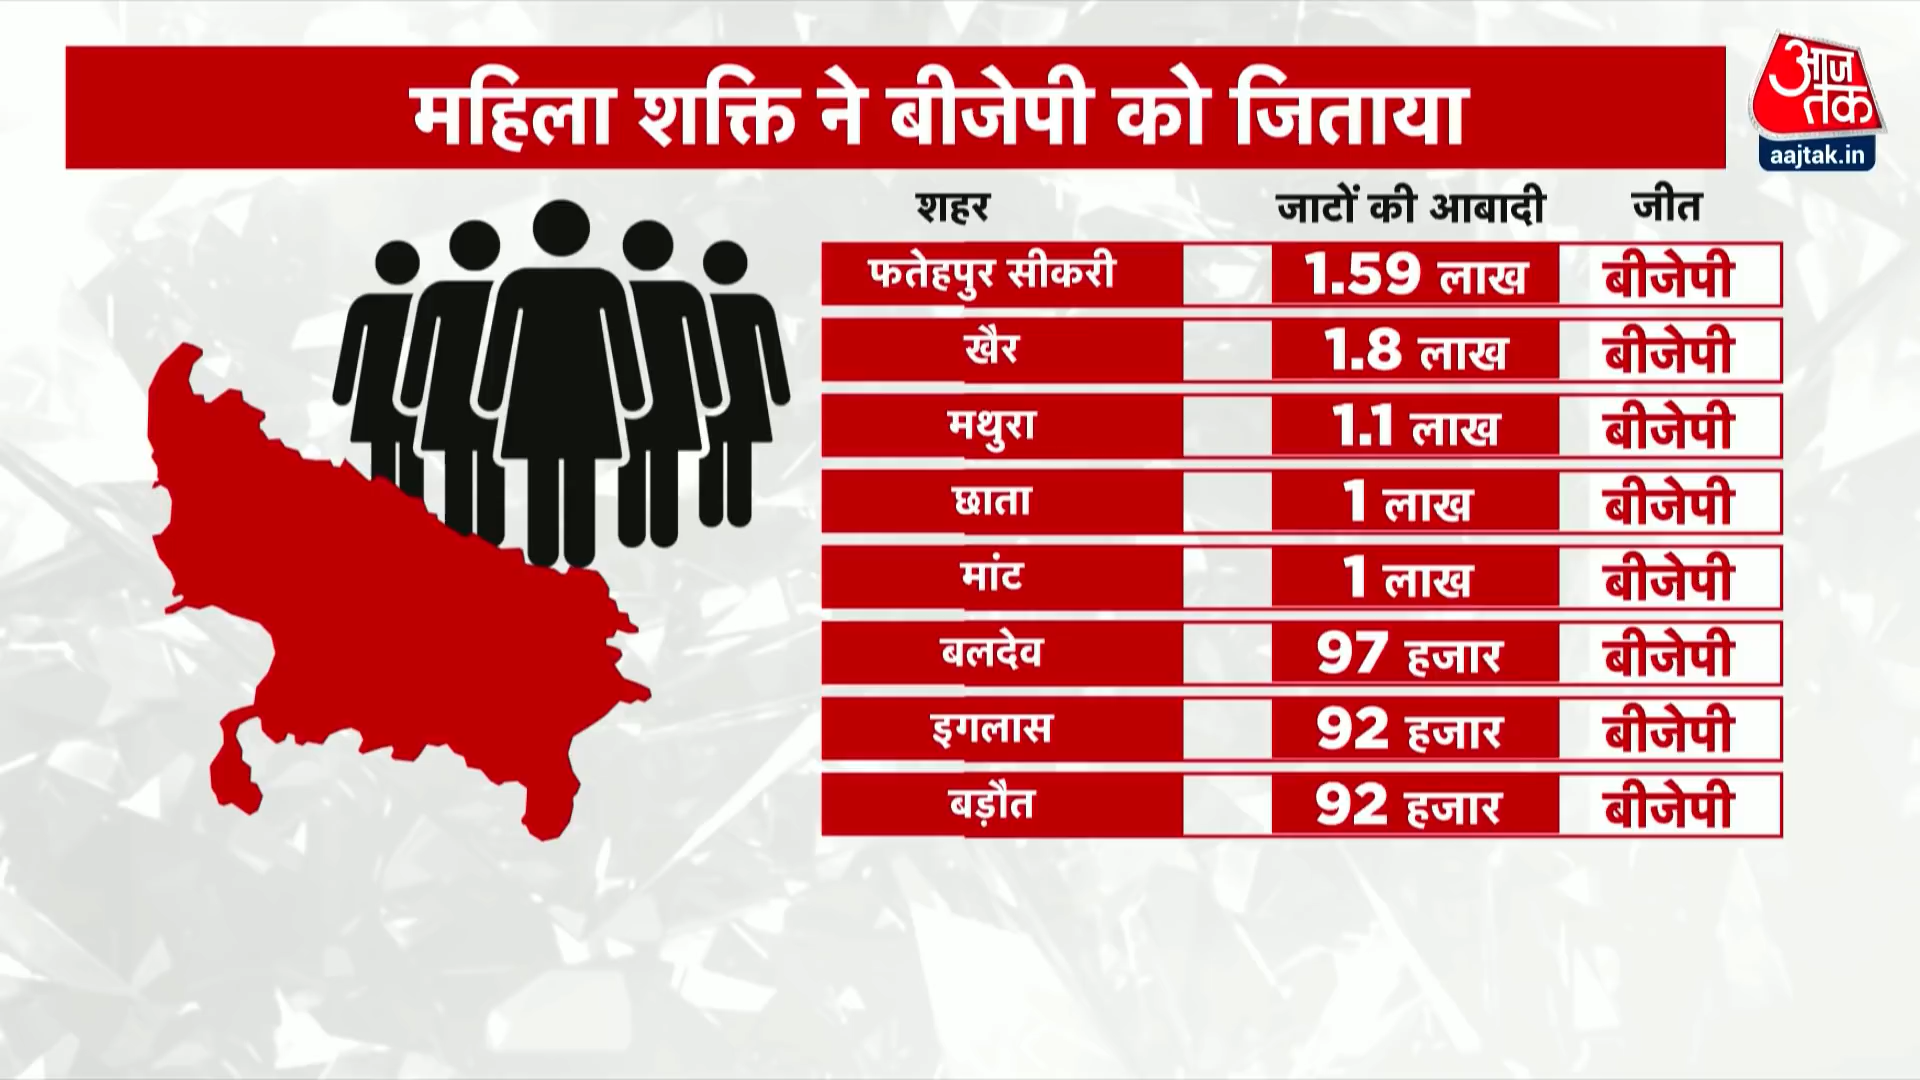 महिला शक्ति ने बीजेपी को जिताया
आज
तक
aajtak.in
शहर जाटों की आबादी जीत
फतेहपुर सीकरी 1.59 लाख बीजेपी
खैर 1.8 लाख बीजेपी
मथुरा 1.1 लाख बीजेपी
छाता 1 लाख बीजेपी
मांट 1 लाख बीजेपी
बलदेव 97 हजार बीजेपी
इगलास 92 हजार बीजेपी
बड़ौत 92 हजार बीजेपी